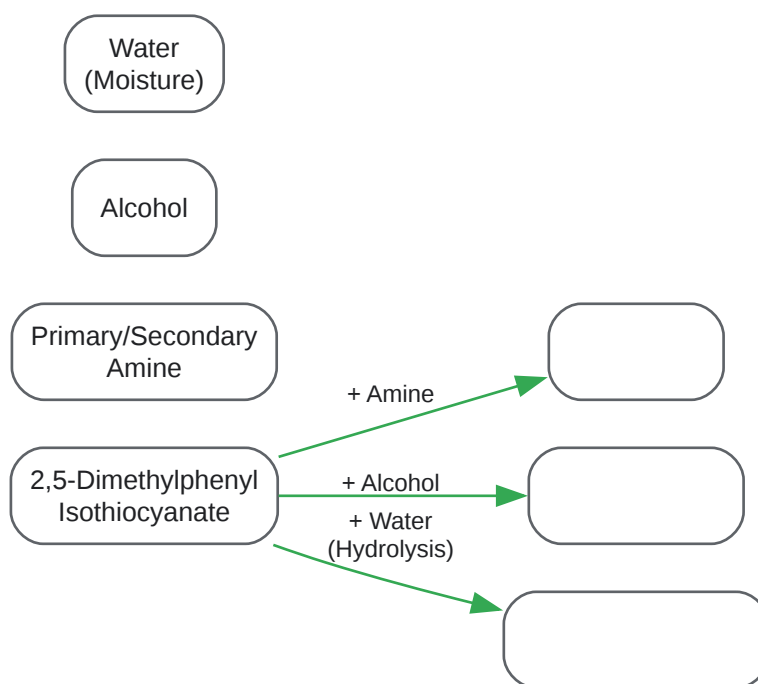 Water
(Moisture)
Alcohol
Primary/Secondary
Amine
+ Amine
2,5-Dimethylphenyl
Isothiocyanate
+ Alcohol
+ Water
(Hydrolysis)